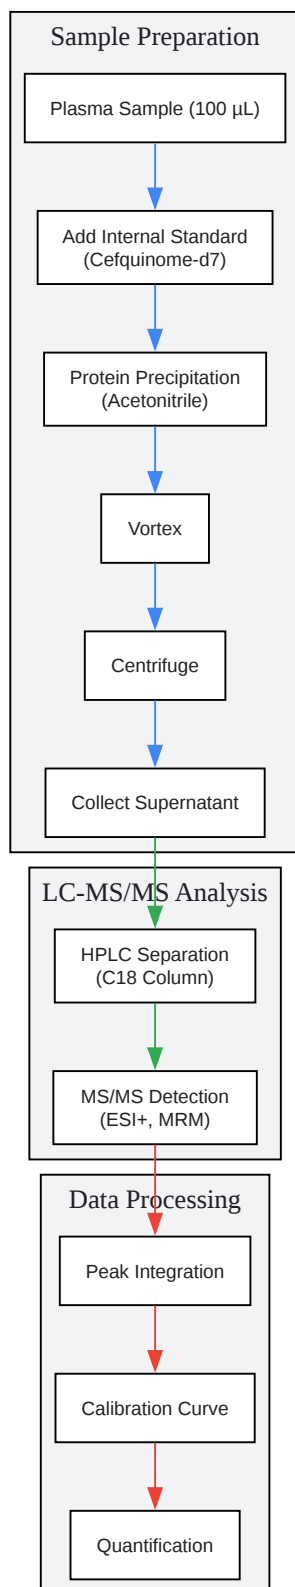 Sample Preparation
Plasma Sample (100 µL)
Add Internal Standard
(Cefquinome-d7)
Protein Precipitation
(Acetonitrile)
Vortex
Centrifuge
Collect Supernatant
LC-MS/MS Analysis
HPLC Separation
(C18 Column)
MS/MS Detection
(ESI+, MRM)
Data Processing
Peak Integration
Calibration Curve
Quantification